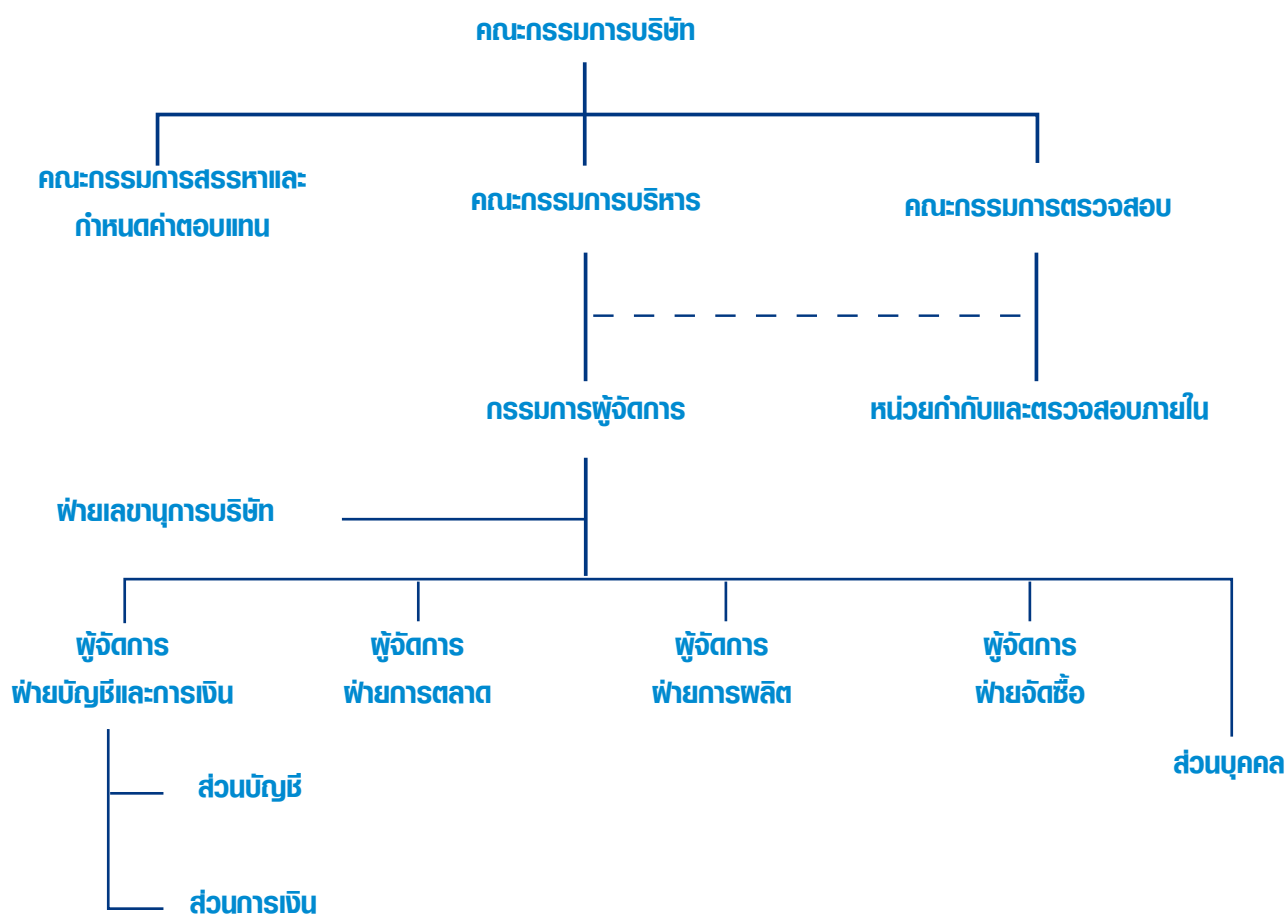 คณะกรรมการบริษัท
คณะกรรมการสรรหาและ
กำหนดค่าตอบแทน
คณะกรรมการบริหาร
คณะกรรมการตรวจสอบ
กรรมการผู้จัดการ
หน่วยกำกับและตรวจสอบภายใน
ฝ่ายเลขานุการบริษัท
ผู้จัดการ
ฝ่ายบัญชีและการเงิน
ผู้จัดการ
ฝ่ายการตลาด
ผู้จัดการ
ฝ่ายการผลิต
ผู้จัดการ
ฝ่ายจัดซื้อ
ส่วนบุคคล
ส่วนบัญชี
ส่วนการเงิน